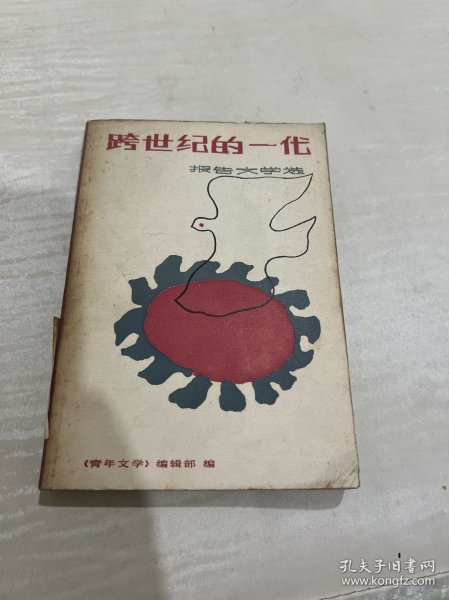 跨世纪的一代
报告文学选
《青年文学》编辑部 编
孔夫子旧书网
www.kongfz.com